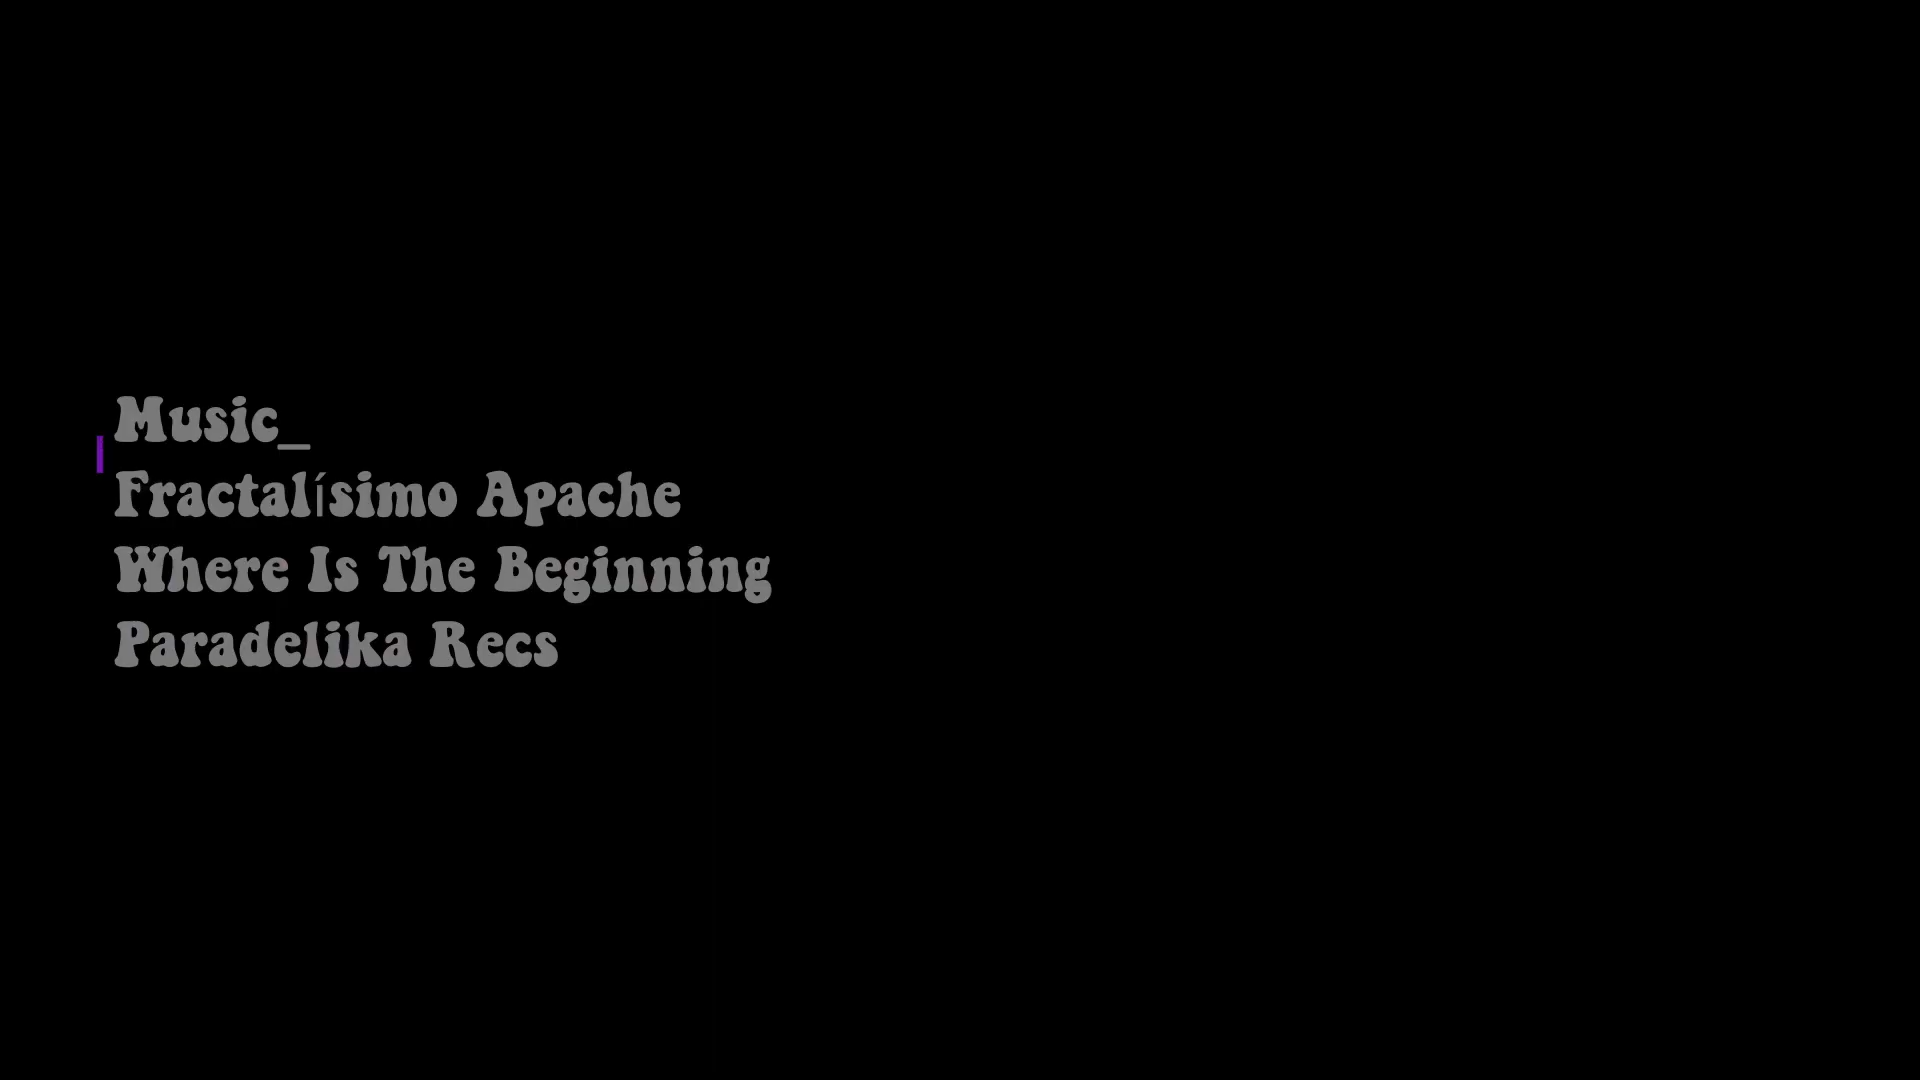 Music_
Fractalísimo Apache
Where Is The Beginning
Paradelika Recs